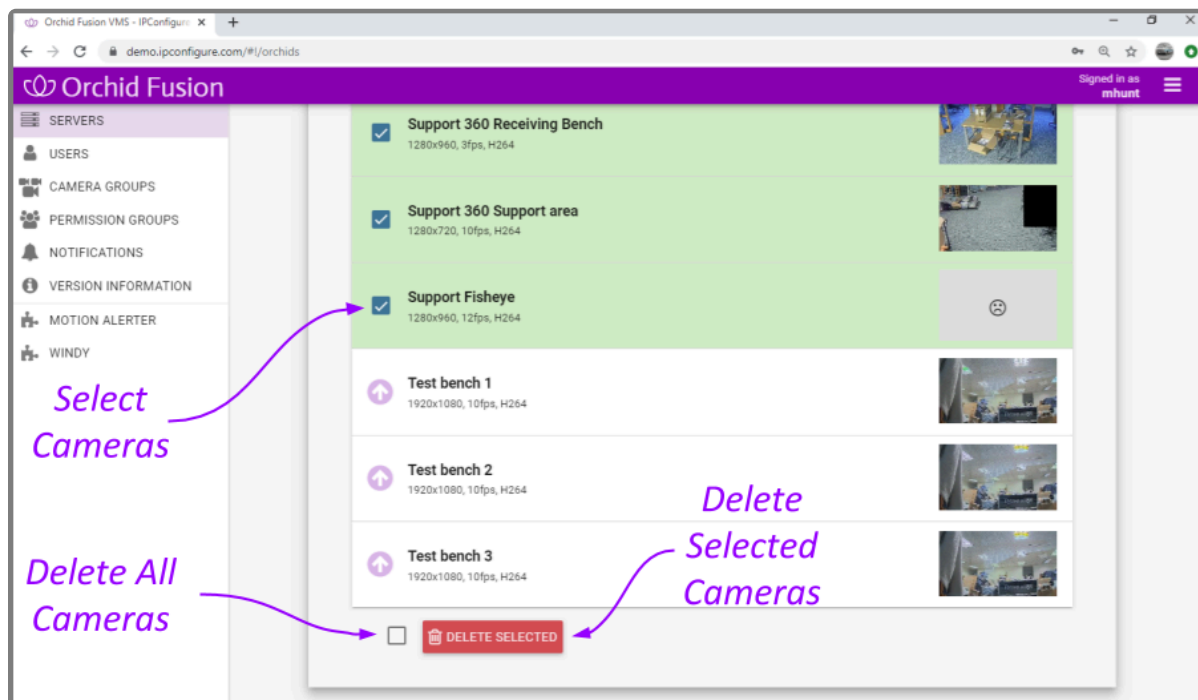 Orchid Fusion VMS - IPConfigure
demo.ipconfigure.com/#!/orchids
Orchid Fusion
Signed in as
mhunt
SERVERS
USERS
CAMERA GROUPS
PERMISSION GROUPS
NOTIFICATIONS
VERSION INFORMATION
MOTION ALERTER
WINDY
Support 360 Receiving Bench
1280x960, 3fps, H264
Support 360 Support area
1280x720, 10fps, H264
Support Fisheye
1280x960, 12fps, H264
Test bench 1
1920x1080, 10fps, H264
Test bench 2
1920x1080, 10fps, H264
Test bench 3
1920x1080, 10fps, H264
Select
Cameras
Delete
Selected
Cameras
Delete All
Cameras
DELETE SELECTED